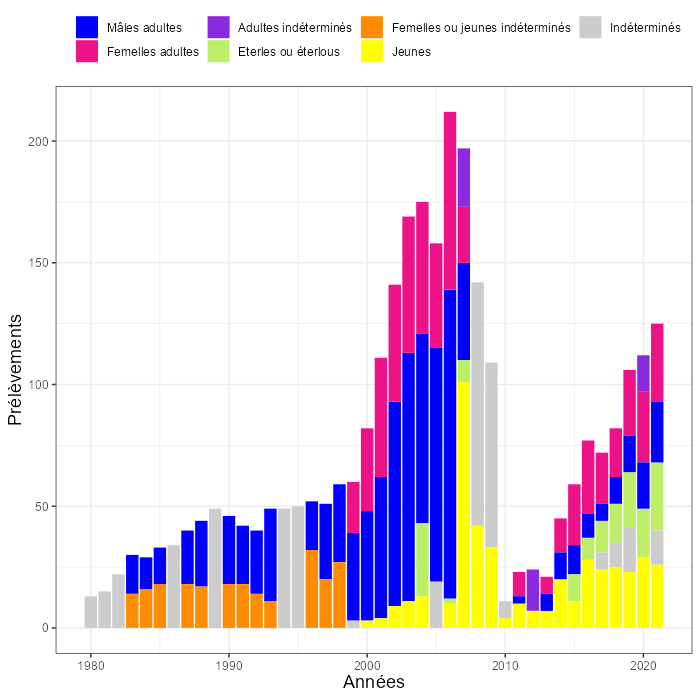 Mâles adultes Adultes indéterminés Femelles ou jeunes indéterminés Indéterminés
Femelles adultes Eterles ou éterlous Jeunes
200
150
100
50
0
Prélèvements
1980 1990 2000 2010 2020
Années